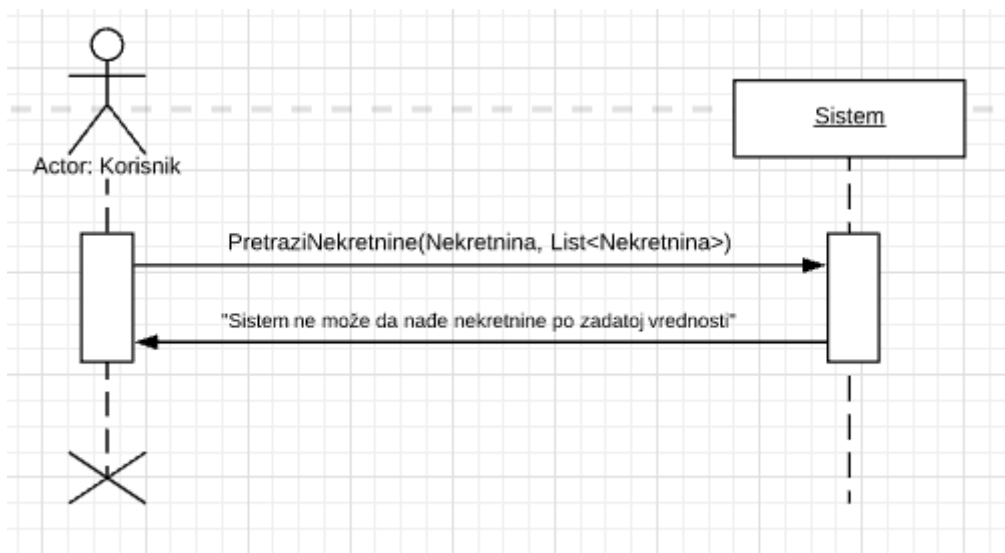 Sistem
Actor: Korisnik
PretraziNekretnine(Nekretnina, List<Nekretnina>)
"Sistem ne može da nađe nekretnine po zadatoj vrednosti"